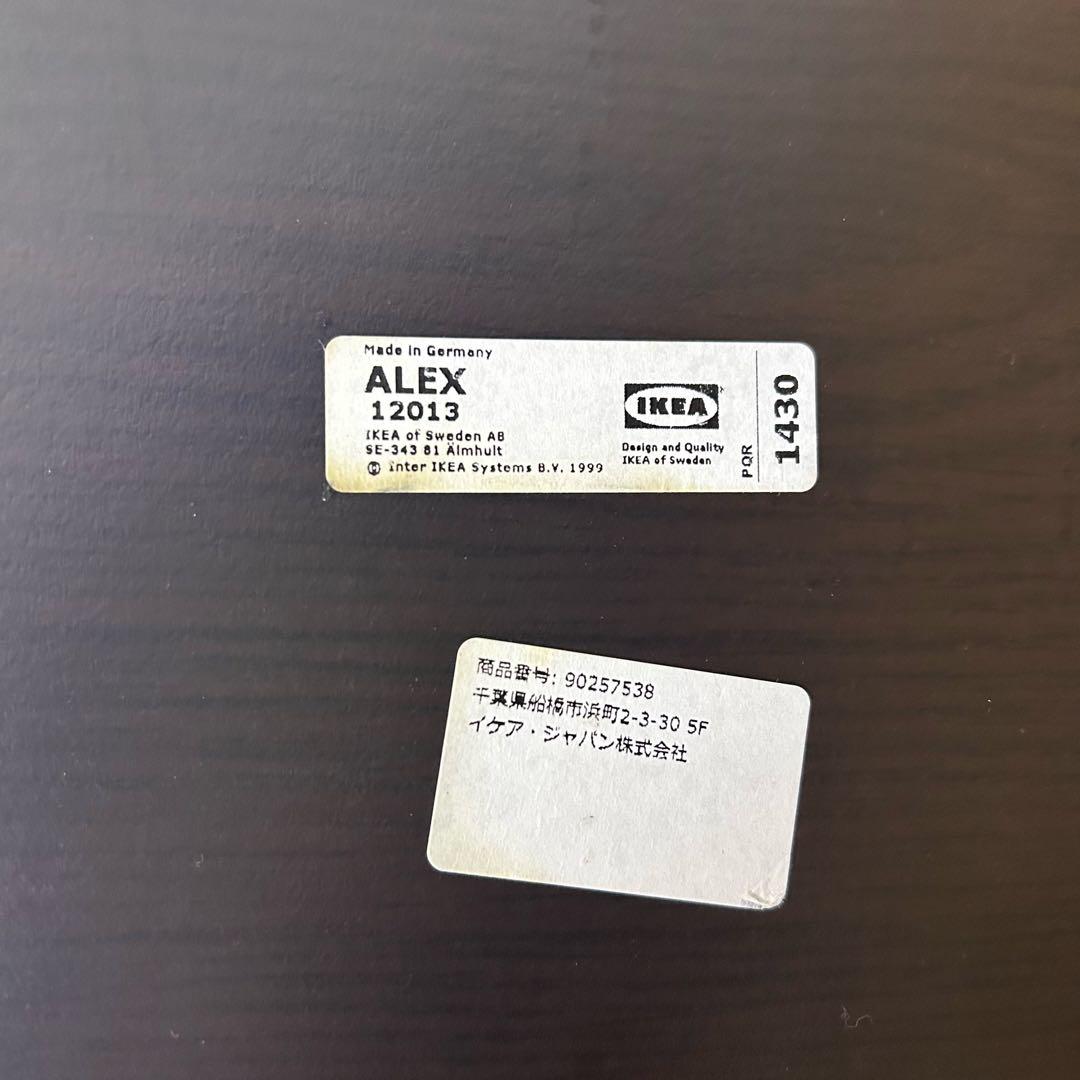 Made in Germany
ALEX
12013
IKEA of Sweden AB
SE-343 81 Älmhult
© Inter IKEA Systems B.V. 1999
IKEA
Design and Quality
IKEA of Sweden
PQR
1430
商品番号: 90257538
千葉県船橋市浜町2-3-30 5F
イケア・ジャパン株式会社